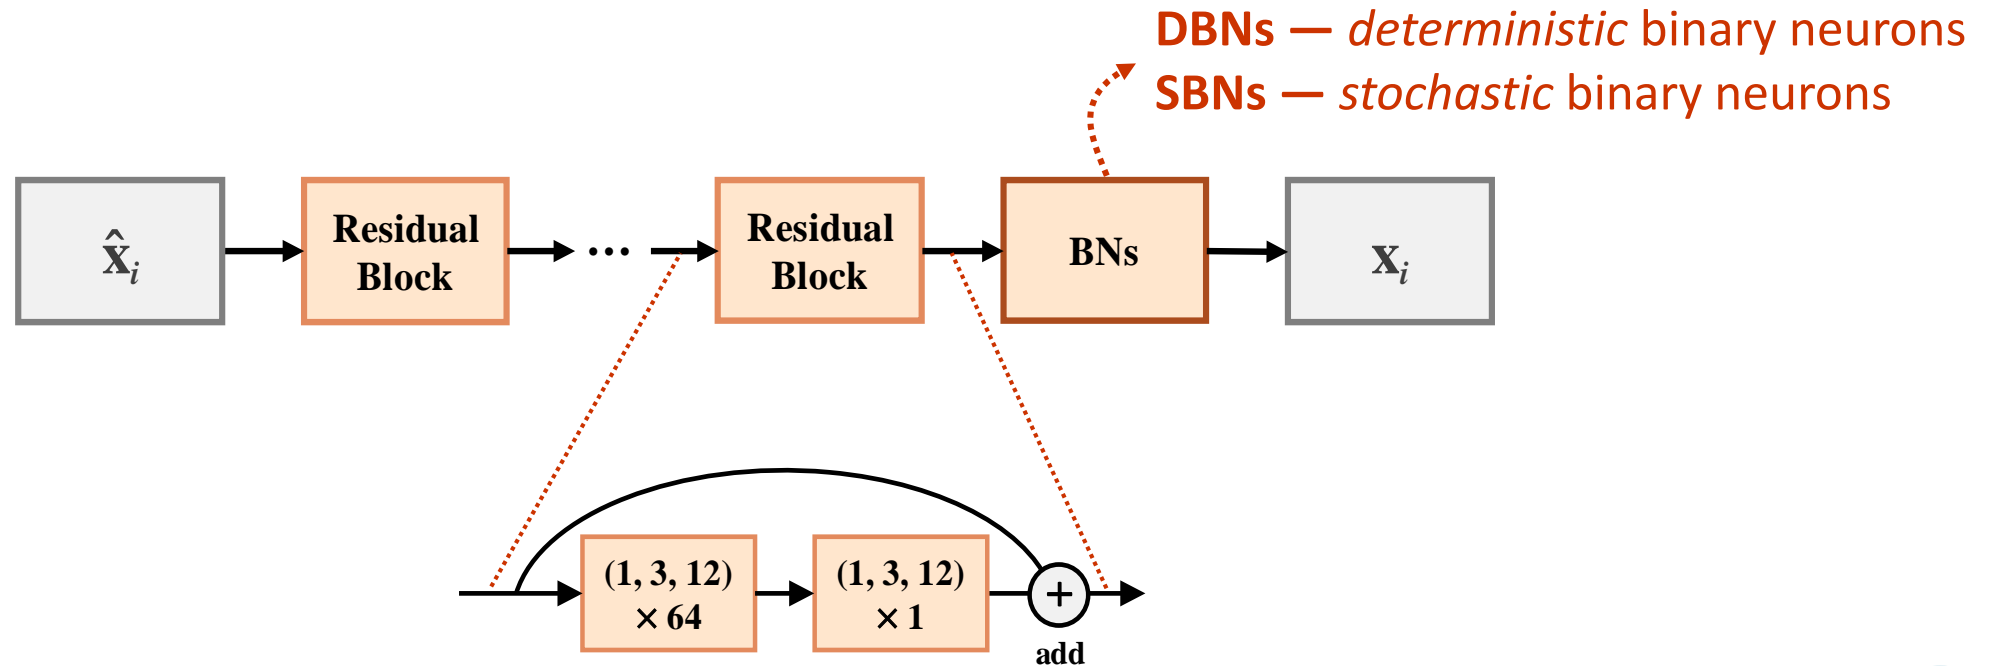 DBNs — deterministic binary neurons
SBNs — stochastic binary neurons
x̂i
Residual
Block
···
Residual
Block
BNs
xi
(1, 3, 12)
× 64
(1, 3, 12)
× 1
+
add